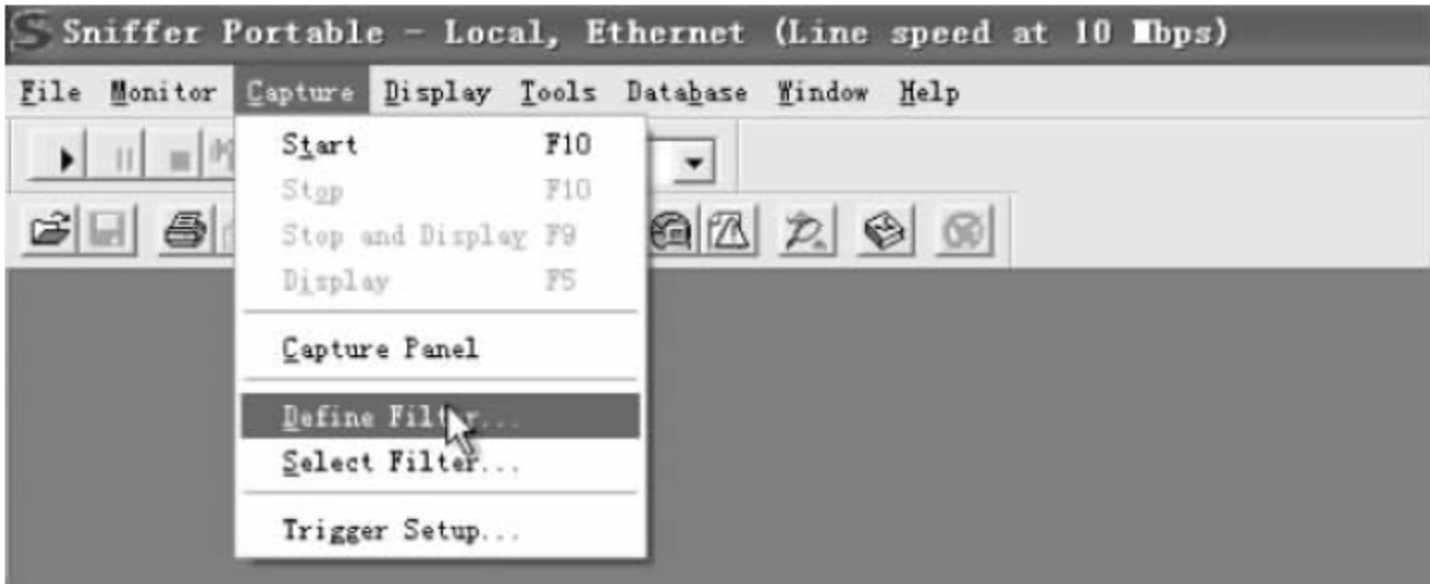 Sniffer Portable - Local, Ethernet (Line speed at 10 Mbps)
File Monitor Capture Display Tools Database Window Help
Start F10
Stop F10
Stop and Display F9
Display F5
Capture Panel
Define Filter...
Select Filter...
Trigger Setup...